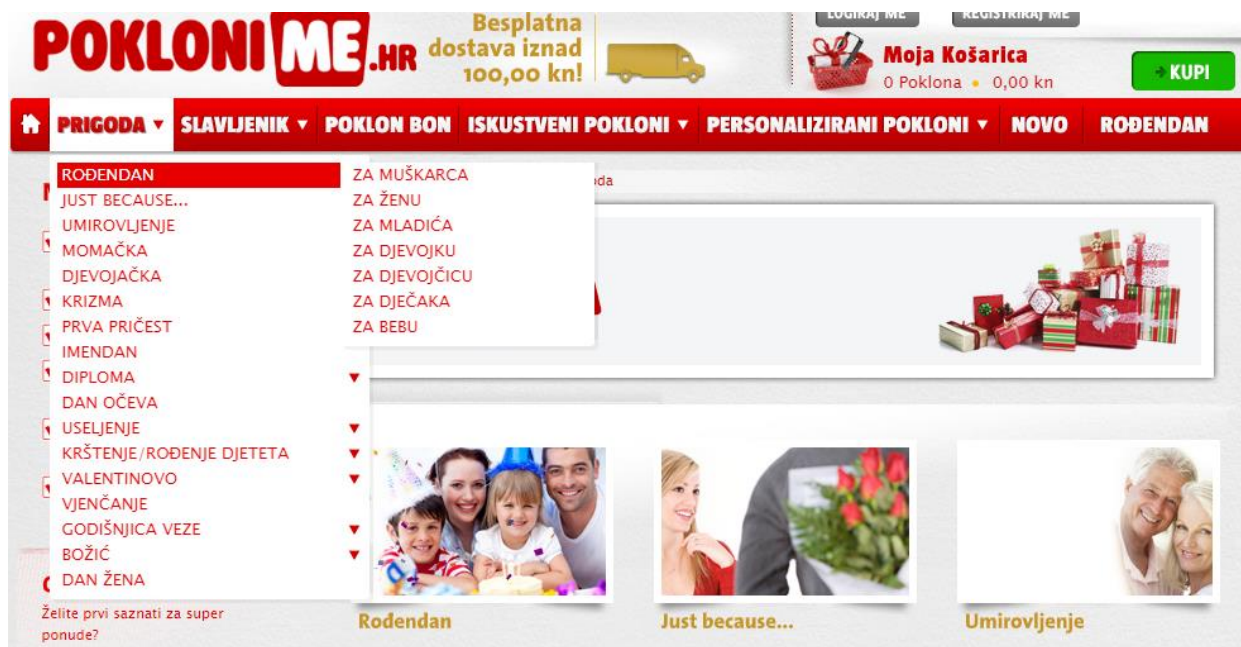 POKLONI ME.HR
Besplatna
dostava iznad
100,00 kn!
LOGIRAJ ME
REGISTRIRAJ ME
Moja Košarica
0 Poklona • 0,00 kn
KUPI
PRIGODA SLAVLJENIK POKLON BON ISKUSTVENI POKLONI PERSONALIZIRANI POKLONI NOVO ROĐENDAN
ROĐENDAN
JUST BECAUSE...
UMIROVLJENJE
MOMAČKA
DJEVOJAČKA
KRIZMA
PRVA PRIČEST
IMENDAN
DIPLOMA
DAN OČEVA
USELJENJE
KRŠTENJE/ROĐENJE DJETETA
VALENTINOVO
VJENČANJE
GODIŠNJICA VEZE
BOŽIĆ
DAN ŽENA
ZA MUŠKARCA
ZA ŽENU
ZA MLADIĆA
ZA DJEVOJKU
ZA DJEVOJČICU
ZA DJEČAKA
ZA BEBU
Želite prvi saznati za super
ponude?
Rođendan
Just because...
Umirovljenje